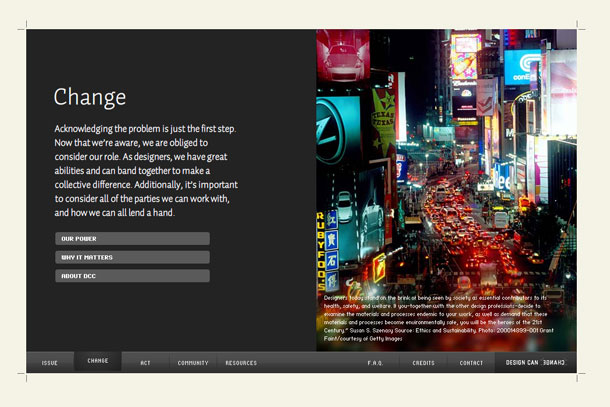 Change
Acknowledging the problem is just the first step.
Now that we're aware, we are obliged to
consider our role. As designers, we have great
abilities and can band together to make a
collective difference. Additionally, it's important
to consider all of the parties we can work with,
and how we can all lend a hand.
OUR POWER
WHY IT MATTERS
ABOUT DCC
TEXAS
TEXAS
RUBY FOO'S
Designers today stand on the brink of being seen by society as essential contributors to its
health, safety, and welfare. If you-together with the other design professions-decide to
examine the materials and processes endemic to your work, as well as demand that these
materials and processes become environmentally safe, you will be the heroes of the 21st
Century." Susan S. Szenasy Source: Ethics and Sustainability. Photo: 200014899-001 Grant
Faint/courtesy of Getty Images
ISSUE
CHANGE
ACT
COMMUNITY
RESOURCES
F.A.Q.
CREDITS
CONTACT
DESIGN CAN CHANGE